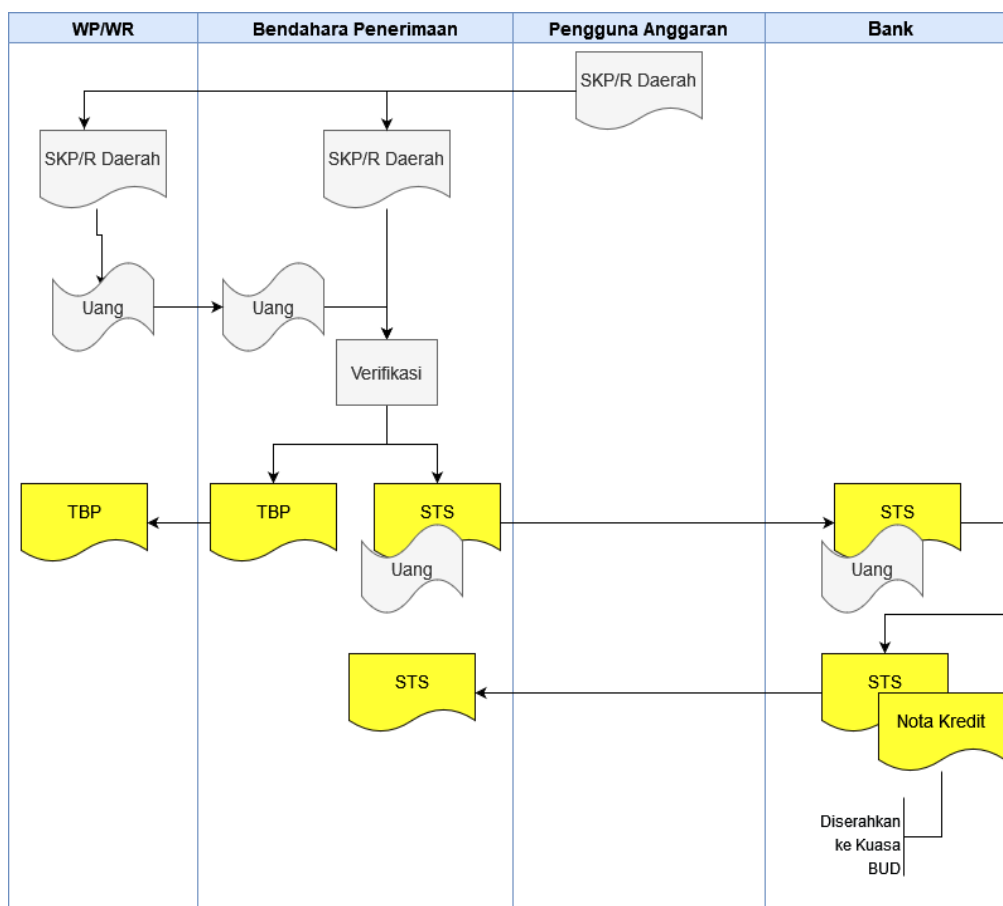 WP/WR
Bendahara Penerimaan
Pengguna Anggaran
Bank
SKP/R Daerah
SKP/R Daerah
SKP/R Daerah
Uang
Uang
Verifikasi
TBP
TBP
STS
STS
Uang
Uang
STS
STS
Nota Kredit
Diserahkan
ke Kuasa
BUD